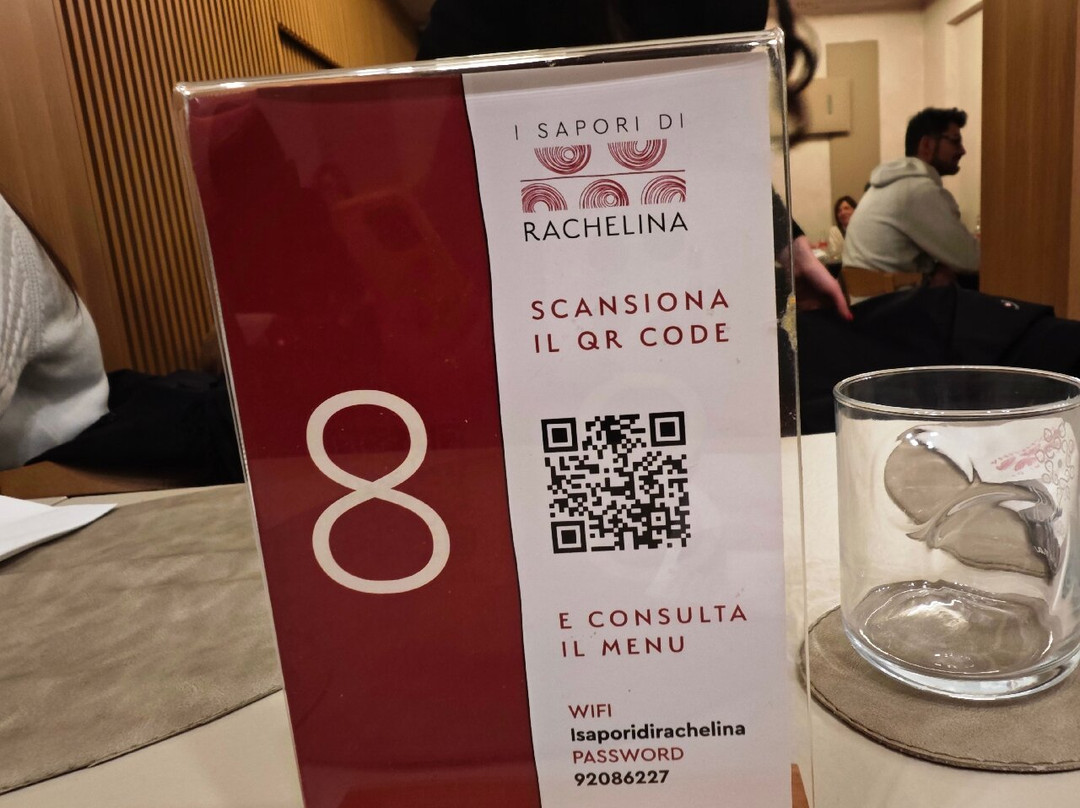 I SAPORI DI
RACHELINA
SCANSIONA
IL QR CODE
8
E CONSULTA
IL MENU
WIFI
Isaporidirachelina
PASSWORD
92086227